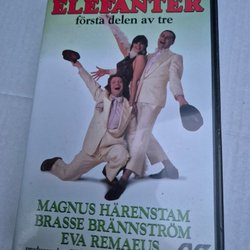 ELEFANTER
första delen av tre
MAGNUS HÄRENSTAM
BRASSE BRÄNNSTRÖM
EVA REMAEUS